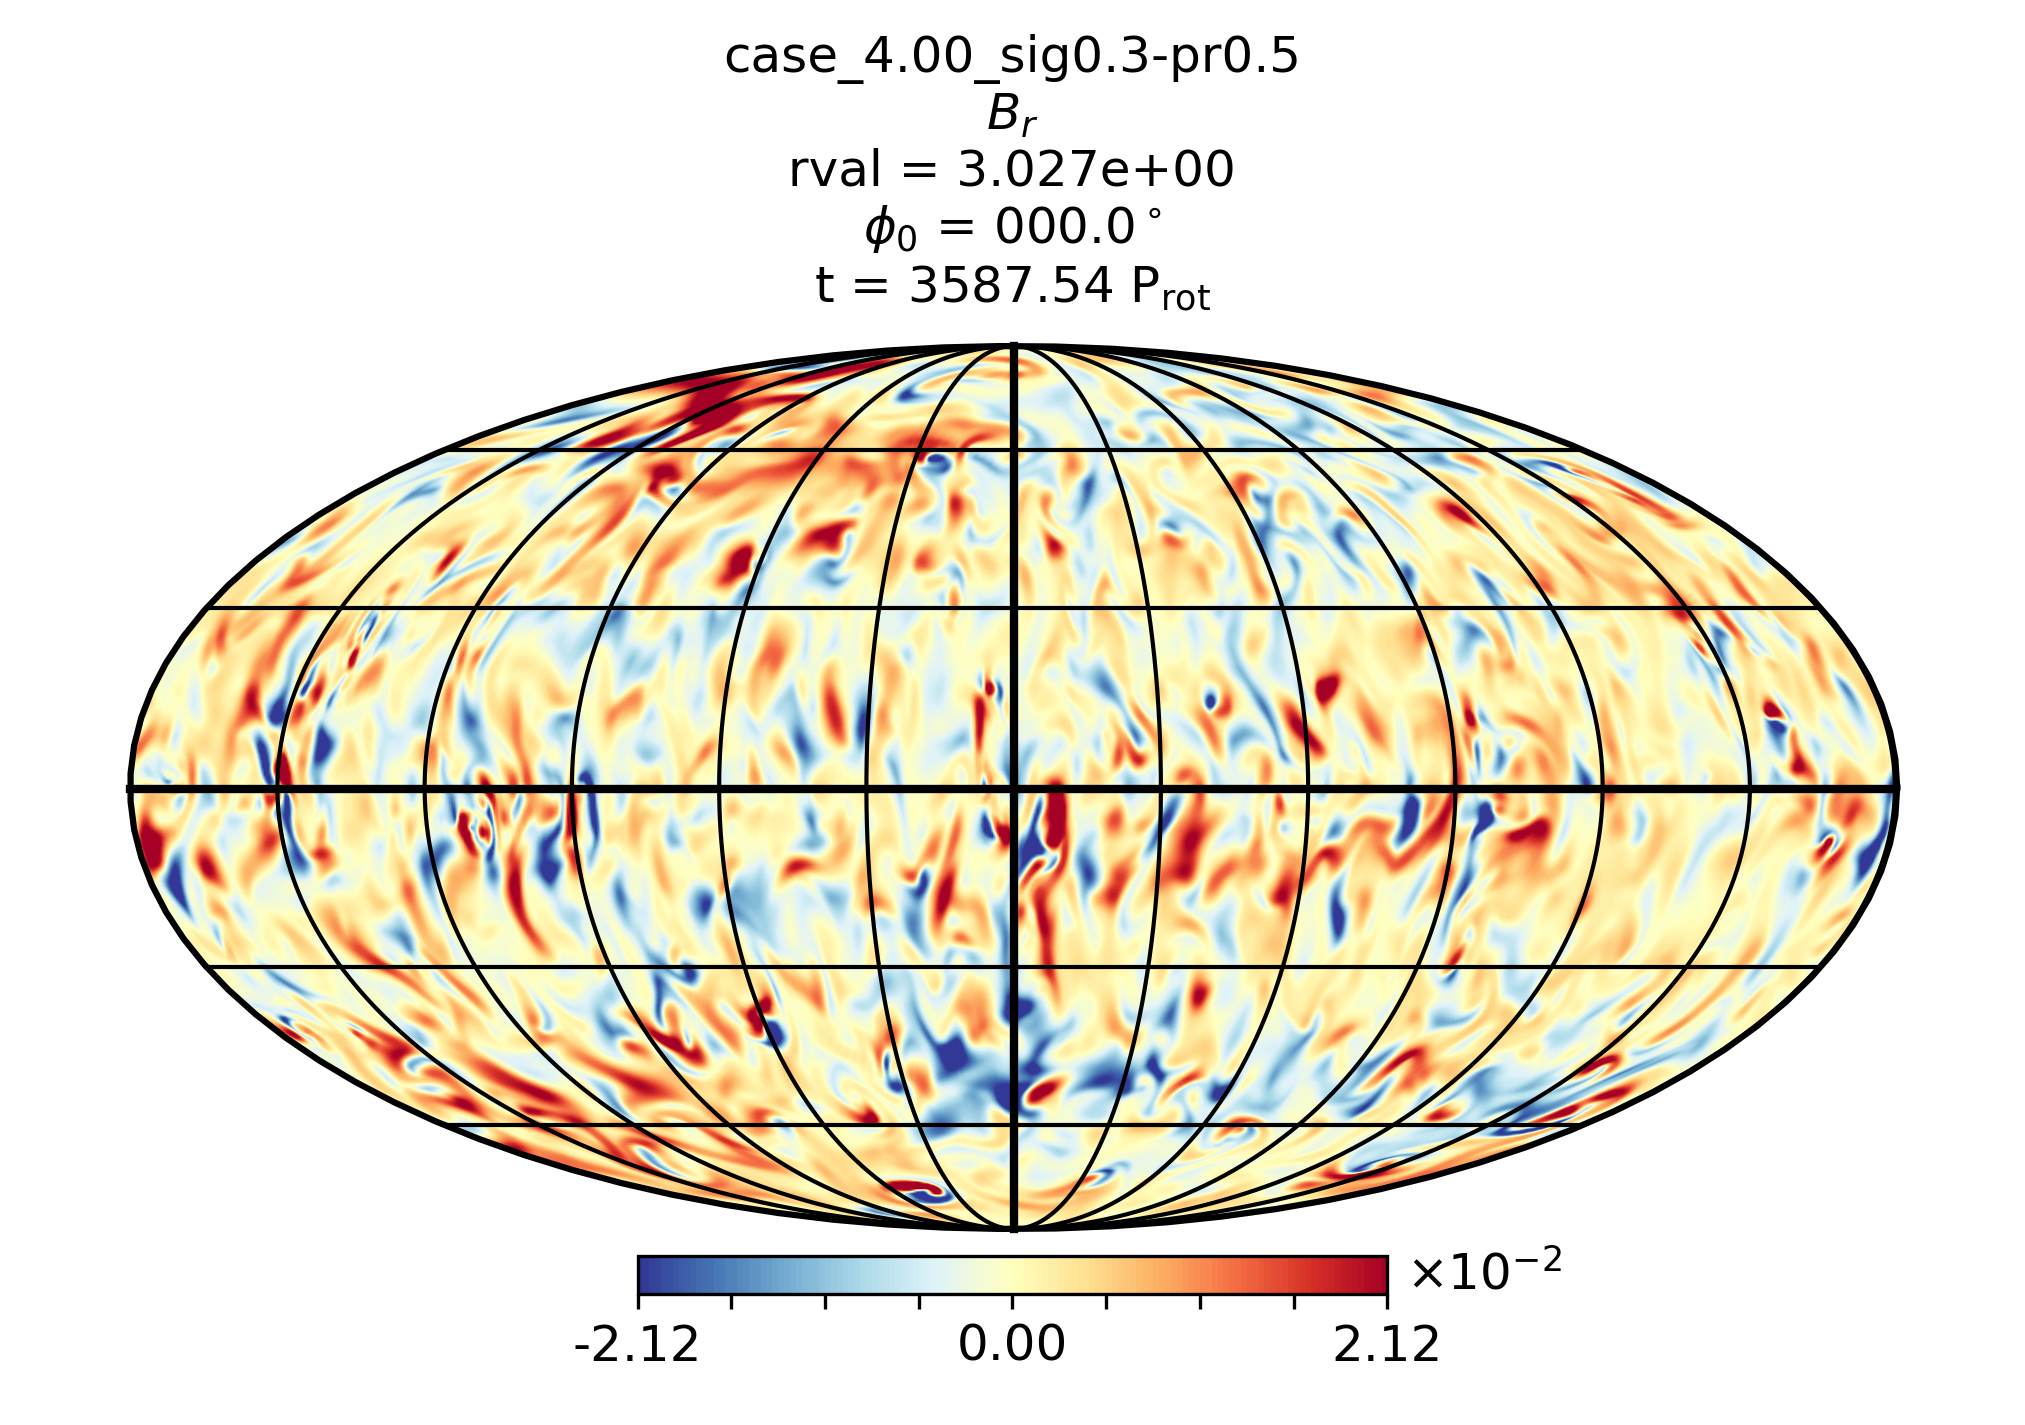 case_4.00_sig0.3-pr0.5
B_r
rval = 3.027e+00
ϕ₀ = 000.0°
t = 3587.54 P_rot
×10⁻²
-2.12 0.00 2.12